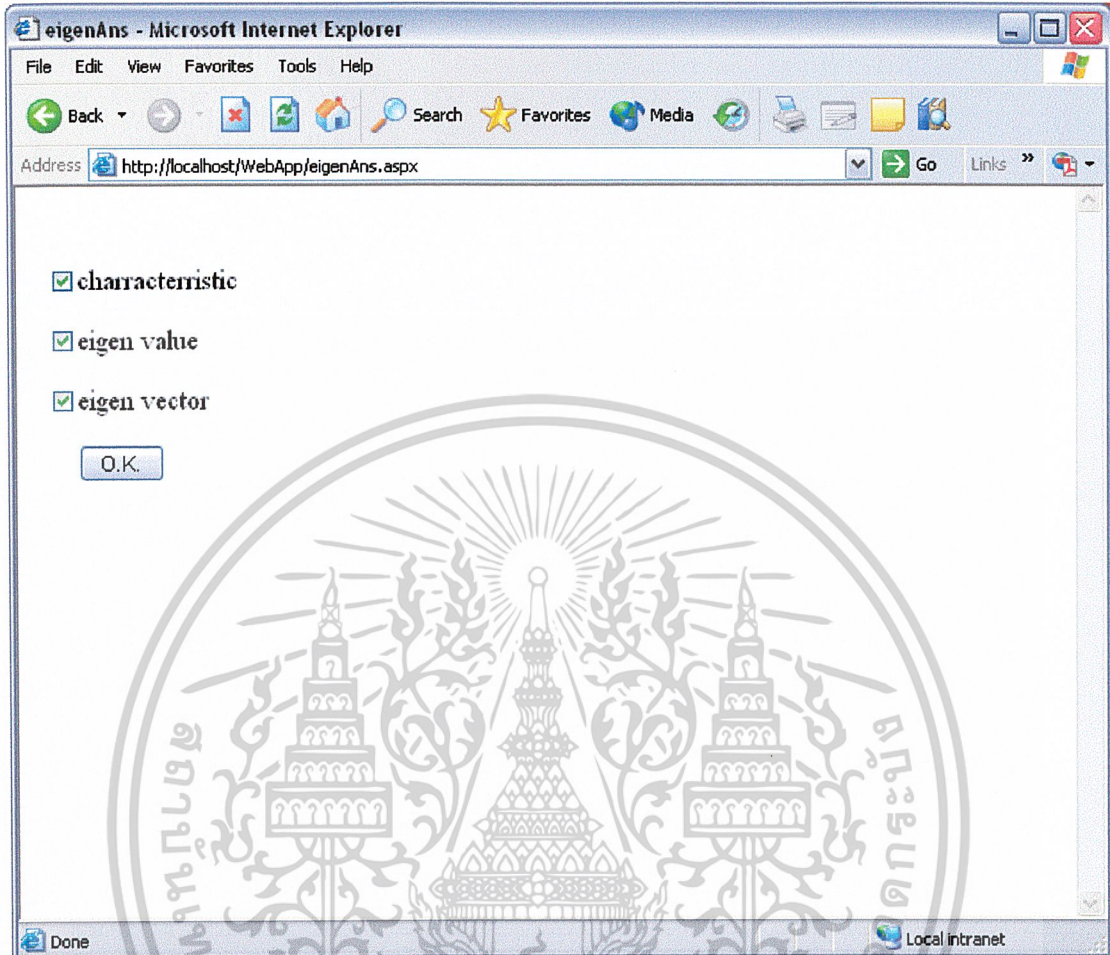 eigenAns - Microsoft Internet Explorer
File Edit View Favorites Tools Help
Back Search Favorites Media
Address http://localhost/WebApp/eigenAns.aspx Go Links »
charracterristic
eigen value
eigen vector
O.K.
Done Local intranet